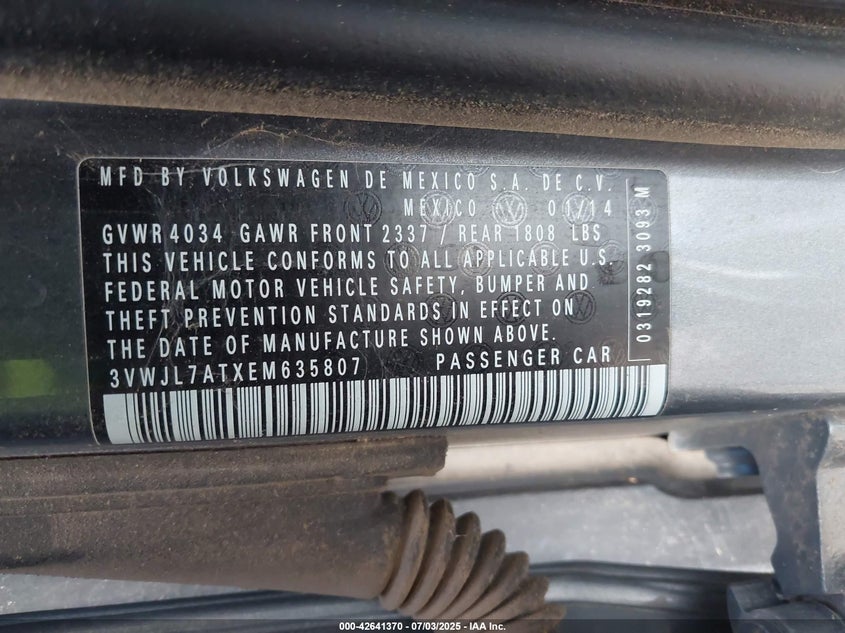 MFD BY VOLKSWAGEN DE MEXICO S.A. DE C.V.
MEXICO
GVWR 4034 GAWR FRONT 2337 / REAR 1808 LBS
THIS VEHICLE CONFORMS TO ALL APPLICABLE U.S.
FEDERAL MOTOR VEHICLE SAFETY, BUMPER AND
THEFT PREVENTION STANDARDS IN EFFECT ON
THE DATE OF MANUFACTURE SHOWN ABOVE.
3VWJL7ATXEM635807 PASSENGER CAR
0319282 3093 M
000-42641370 - 07/03/2025 - IAA Inc.